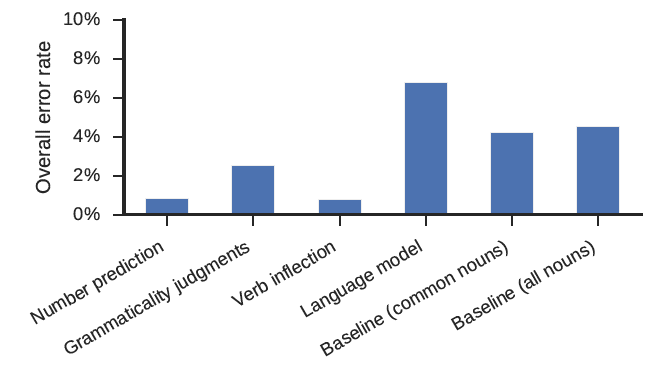 10%
8%
6%
4%
2%
0%
Overall error rate
Number prediction
Grammaticality judgments
Verb inflection
Language model
Baseline (common nouns)
Baseline (all nouns)